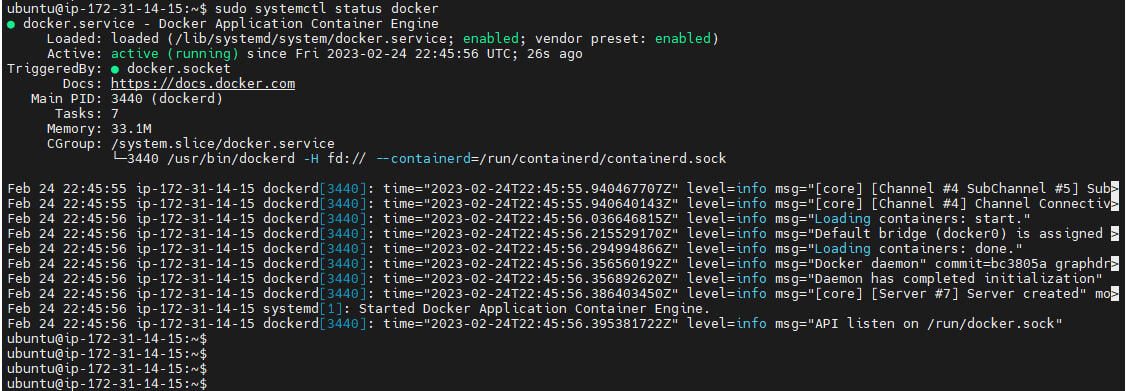 ubuntu@ip-172-31-14-15:~$ sudo systemctl status docker
● docker.service - Docker Application Container Engine
Loaded: loaded (/lib/systemd/system/docker.service; enabled; vendor preset: enabled)
Active: active (running) since Fri 2023-02-24 22:45:56 UTC; 26s ago
TriggeredBy: ● docker.socket
Docs: https://docs.docker.com
Main PID: 3440 (dockerd)
Tasks: 7
Memory: 33.1M
CGroup: /system.slice/docker.service
└─3440 /usr/bin/dockerd -H fd:// --containerd=/run/containerd/containerd.sock
Feb 24 22:45:55 ip-172-31-14-15 dockerd[3440]: time="2023-02-24T22:45:55.940467707Z" level=info msg="[core] [Channel #4 SubChannel #5] Sub>
Feb 24 22:45:55 ip-172-31-14-15 dockerd[3440]: time="2023-02-24T22:45:55.940640143Z" level=info msg="[core] [Channel #4] Channel Connectiv>
Feb 24 22:45:56 ip-172-31-14-15 dockerd[3440]: time="2023-02-24T22:45:56.036646815Z" level=info msg="Loading containers: start."
Feb 24 22:45:56 ip-172-31-14-15 dockerd[3440]: time="2023-02-24T22:45:56.215529170Z" level=info msg="Default bridge (docker0) is assigned >
Feb 24 22:45:56 ip-172-31-14-15 dockerd[3440]: time="2023-02-24T22:45:56.294994866Z" level=info msg="Loading containers: done."
Feb 24 22:45:56 ip-172-31-14-15 dockerd[3440]: time="2023-02-24T22:45:56.356560192Z" level=info msg="Docker daemon" commit=bc3805a graphdr>
Feb 24 22:45:56 ip-172-31-14-15 dockerd[3440]: time="2023-02-24T22:45:56.356892620Z" level=info msg="Daemon has completed initialization"
Feb 24 22:45:56 ip-172-31-14-15 dockerd[3440]: time="2023-02-24T22:45:56.386403450Z" level=info msg="[core] [Server #7] Server created" mo>
Feb 24 22:45:56 ip-172-31-14-15 systemd[1]: Started Docker Application Container Engine.
Feb 24 22:45:56 ip-172-31-14-15 dockerd[3440]: time="2023-02-24T22:45:56.395381722Z" level=info msg="API listen on /run/docker.sock"
ubuntu@ip-172-31-14-15:~$
ubuntu@ip-172-31-14-15:~$
ubuntu@ip-172-31-14-15:~$
ubuntu@ip-172-31-14-15:~$